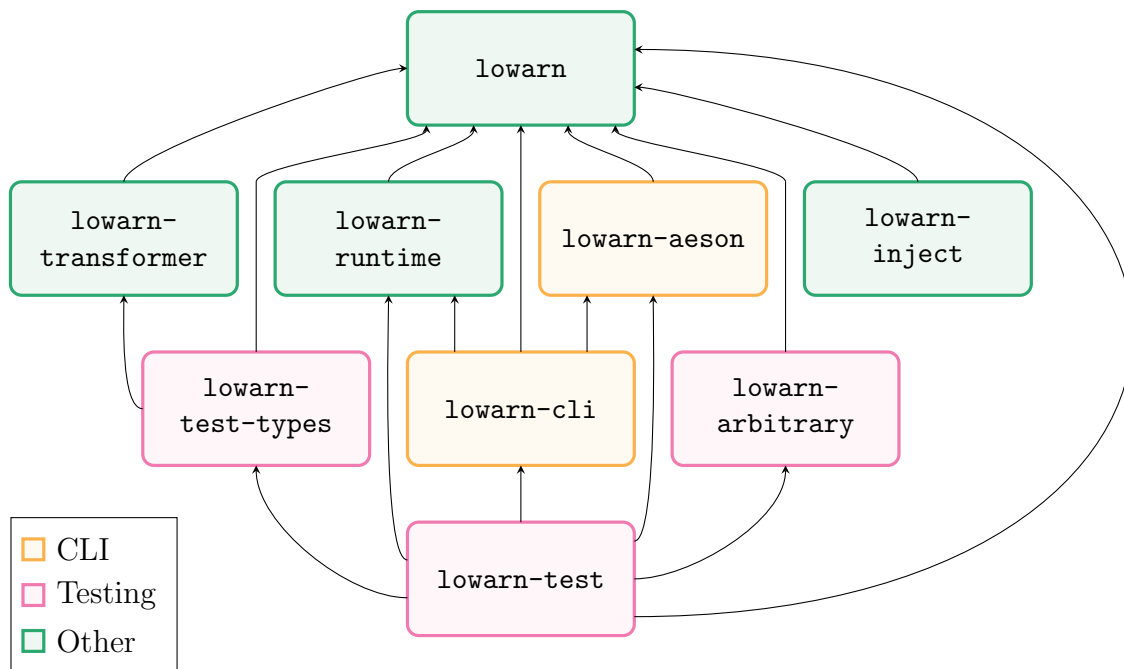 lowarn
lowarn-
transformer
lowarn-
runtime
lowarn-aeson
lowarn-
inject
lowarn-
test-types
lowarn-cli
lowarn-
arbitrary
lowarn-test
CLI
Testing
Other